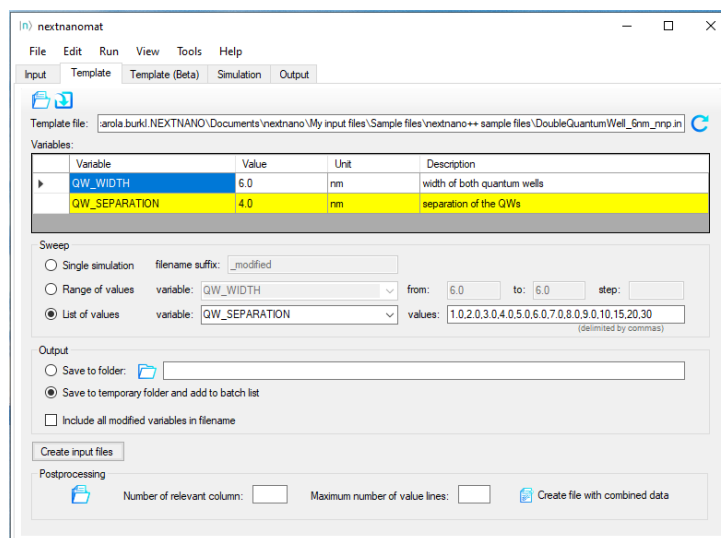 |n⟩ nextnanomat
File Edit Run View Tools Help
Input Template Template (Beta) Simulation Output
Template file: :arola.burkl.NEXTNANO\Documents\nextnano\My input files\Sample files\nextnano++ sample files\DoubleQuantumWell_6nm_nnp.in
Variables:
Variable Value Unit Description
QW_WIDTH 6.0 nm width of both quantum wells
QW_SEPARATION 4.0 nm separation of the QWs
Sweep
Single simulation filename suffix: _modified
Range of values variable: QW_WIDTH from: 6.0 to: 6.0 step:
List of values variable: QW_SEPARATION values: 1.0,2.0,3.0,4.0,5.0,6.0,7.0,8.0,9.0,10,15,20,30
(delimited by commas)
Output
Save to folder:
Save to temporary folder and add to batch list
Include all modified variables in filename
Create input files
Postprocessing
Number of relevant column: Maximum number of value lines: Create file with combined data